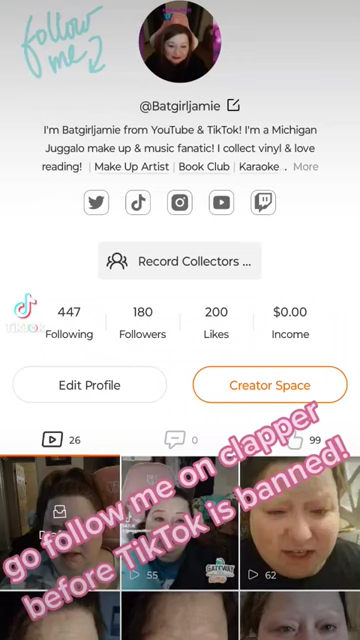 follow
me
@Batgirljamie
I'm Batgirljamie from YouTube & TikTok! I'm a Michigan
Juggalo make up & music fanatic! I collect vinyl & love
reading! | Make Up Artist | Book Club | Karaoke... More
Record Collectors ...
TikTok
447 180 200 $0.00
Following Followers Likes Income
Edit Profile Creator Space
26 0 99
go follow me on clapper
before TikTok is banned!
55 62
GATEWAY